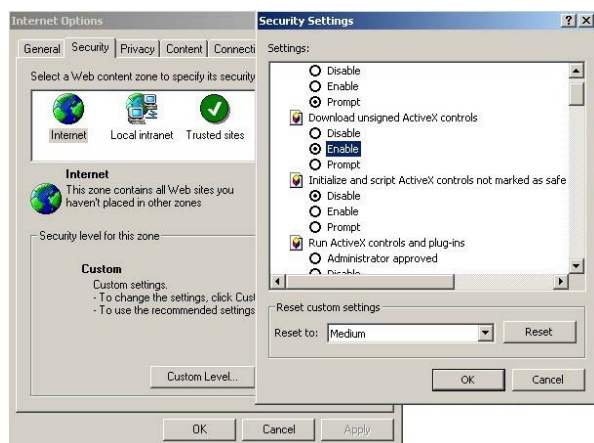 Internet Options
General Security Privacy Content Connecti
Select a Web content zone to specify its security
Internet Local intranet Trusted sites
Internet
This zone contains all Web sites you
haven't placed in other zones
Security level for this zone
Custom
Custom settings.
- To change the settings, click Cust
- To use the recommended settings
Custom Level...
OK Cancel Apply
Security Settings
Settings:
Disable
Enable
Prompt
Download unsigned ActiveX controls
Disable
Enable
Prompt
Initialize and script ActiveX controls not marked as safe
Disable
Enable
Prompt
Run ActiveX controls and plug-ins
Administrator approved
Disable
Reset custom settings
Reset to: Medium Reset
OK Cancel